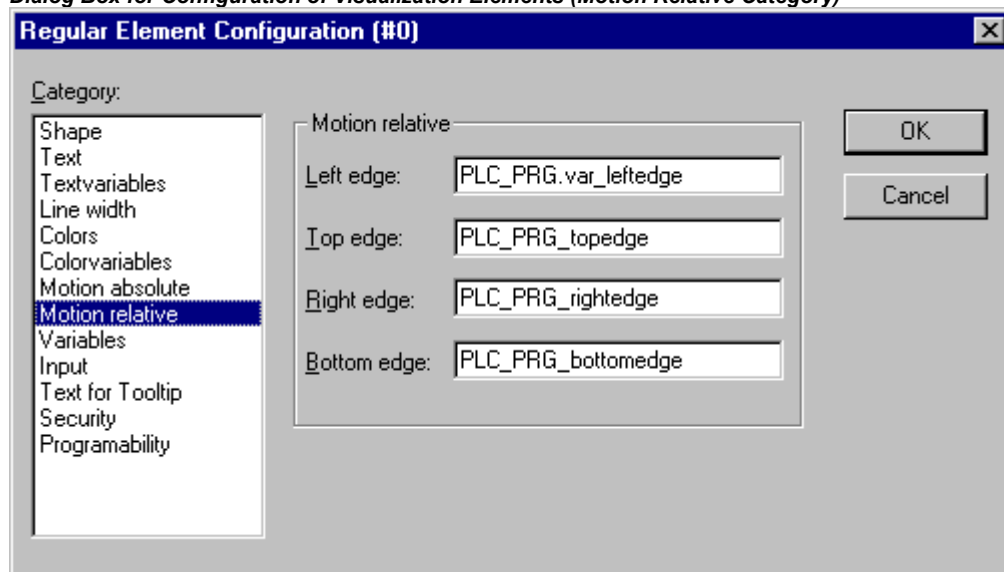 Dialog Box for Configuration of Visualization Elements (Motion Relative Category)
Regular Element Configuration (#0)
Category:
Shape
Text
Textvariables
Line width
Colors
Colorvariables
Motion absolute
Motion relative
Variables
Input
Text for Tooltip
Security
Programability
Motion relative
Left edge: PLC_PRG.var_leftedge
Top edge: PLC_PRG_topedge
Right edge: PLC_PRG_rightedge
Bottom edge: PLC_PRG_bottomedge
OK
Cancel